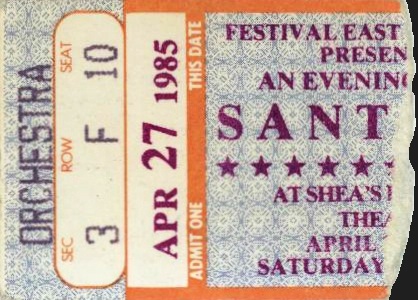 ORCHESTRA
SEC ROW SEAT
3 F 10
APR 27 1985
ADMIT ONE THIS DATE
FESTIVAL EAST
PRESEN
AN EVENING
SANT
★★★★★★
AT SHEA'S
THEA
APRIL
SATURDAY